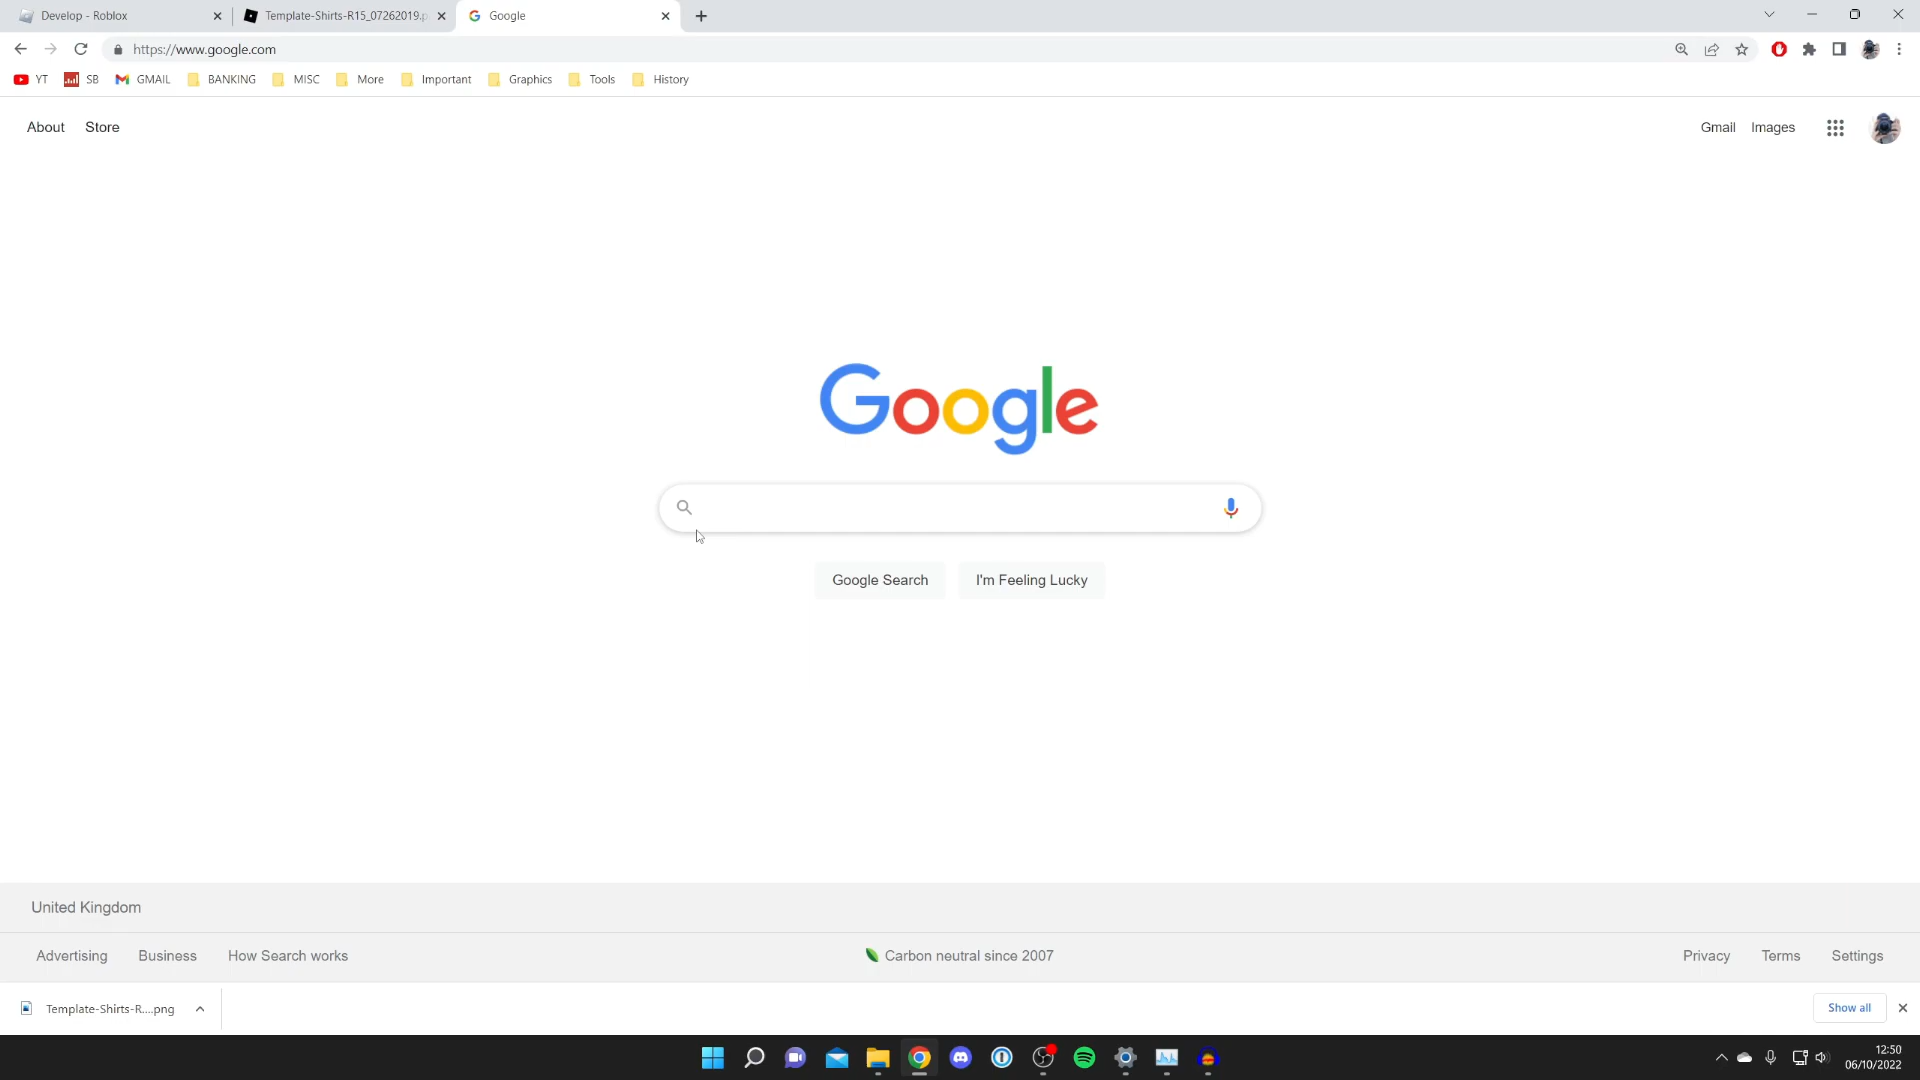 Develop - Roblox
Template-Shirts-R15_07262019.p
Google
https://www.google.com
YT
SB
GMAIL
BANKING
MISC
More
Important
Graphics
Tools
History
About
Store
Gmail
Images
Google
Google Search
I'm Feeling Lucky
United Kingdom
Advertising
Business
How Search works
Carbon neutral since 2007
Privacy
Terms
Settings
Template-Shirts-R....png
Show all
12:50
06/10/2022